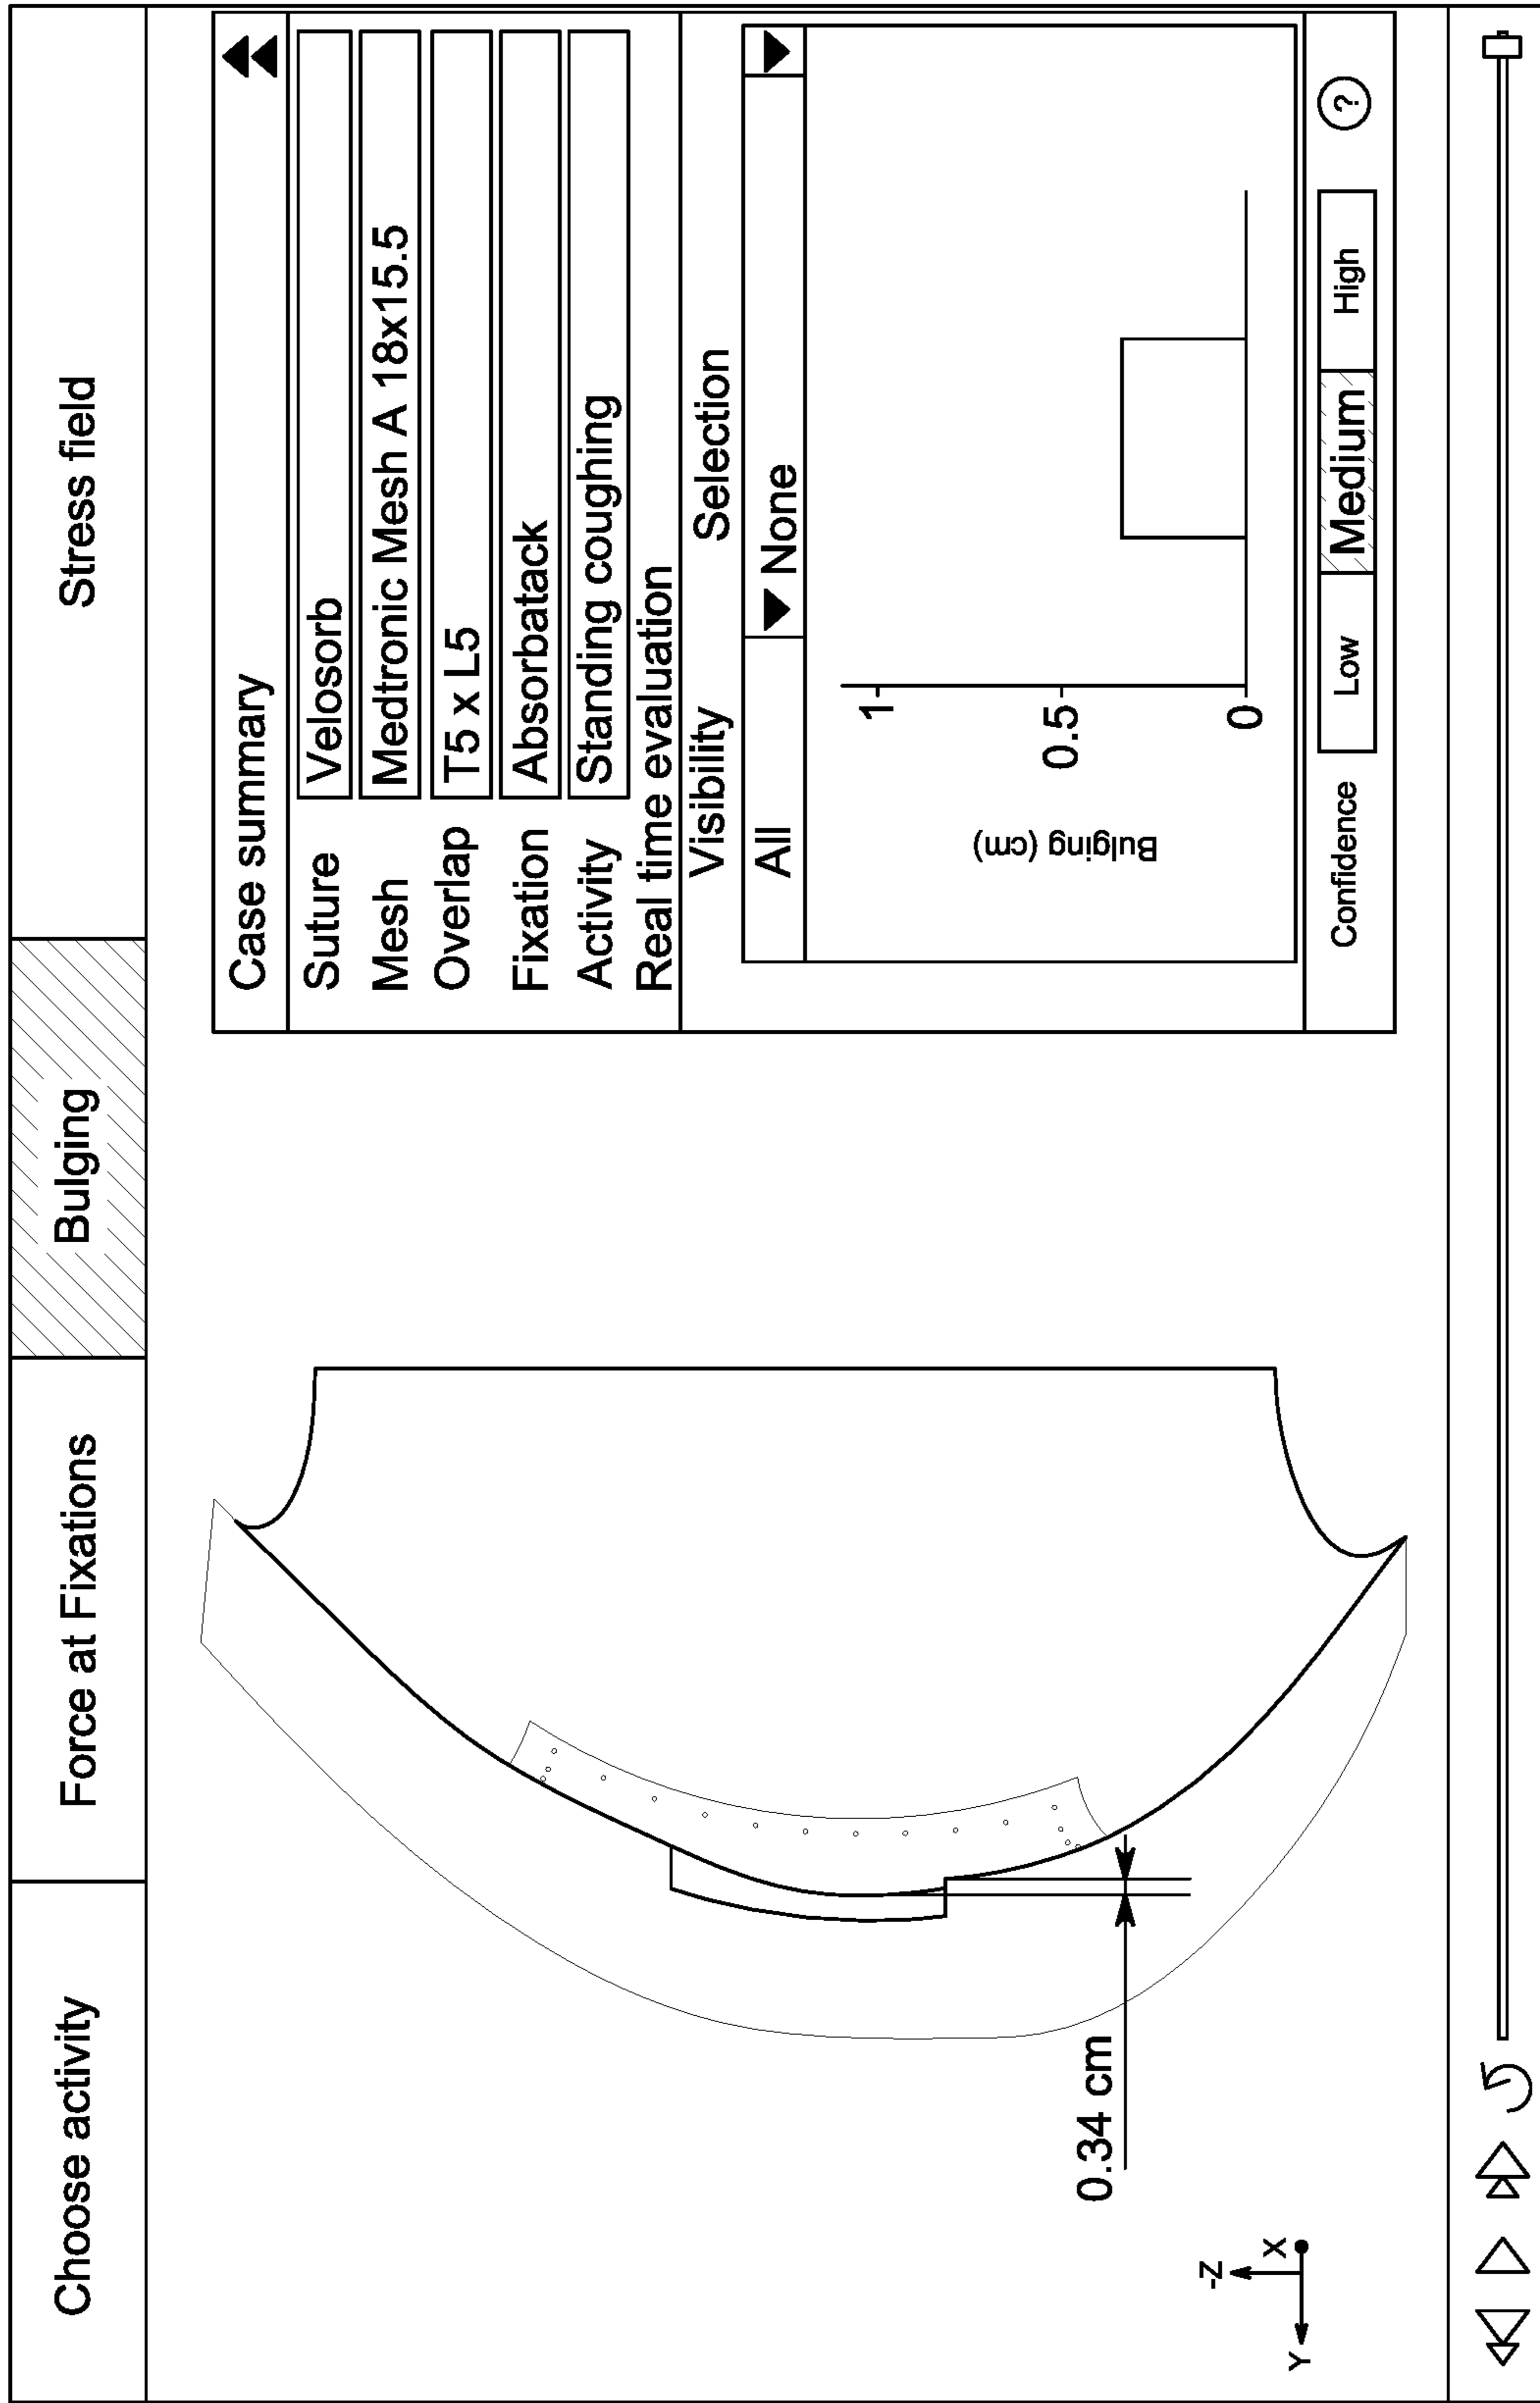 Choose activity
Force at Fixations
Bulging
Stress field
Case summary
Suture Velosorb
Mesh Medtronic Mesh A 18x15.5
Overlap T5 x L5
Fixation Absorbatack
Activity Standing coughing
Real time evaluation
Visibility Selection
All None
Bulging (cm)
1
0.5
0
Confidence Low Medium High ?
0.34 cm
-Z
X
Y